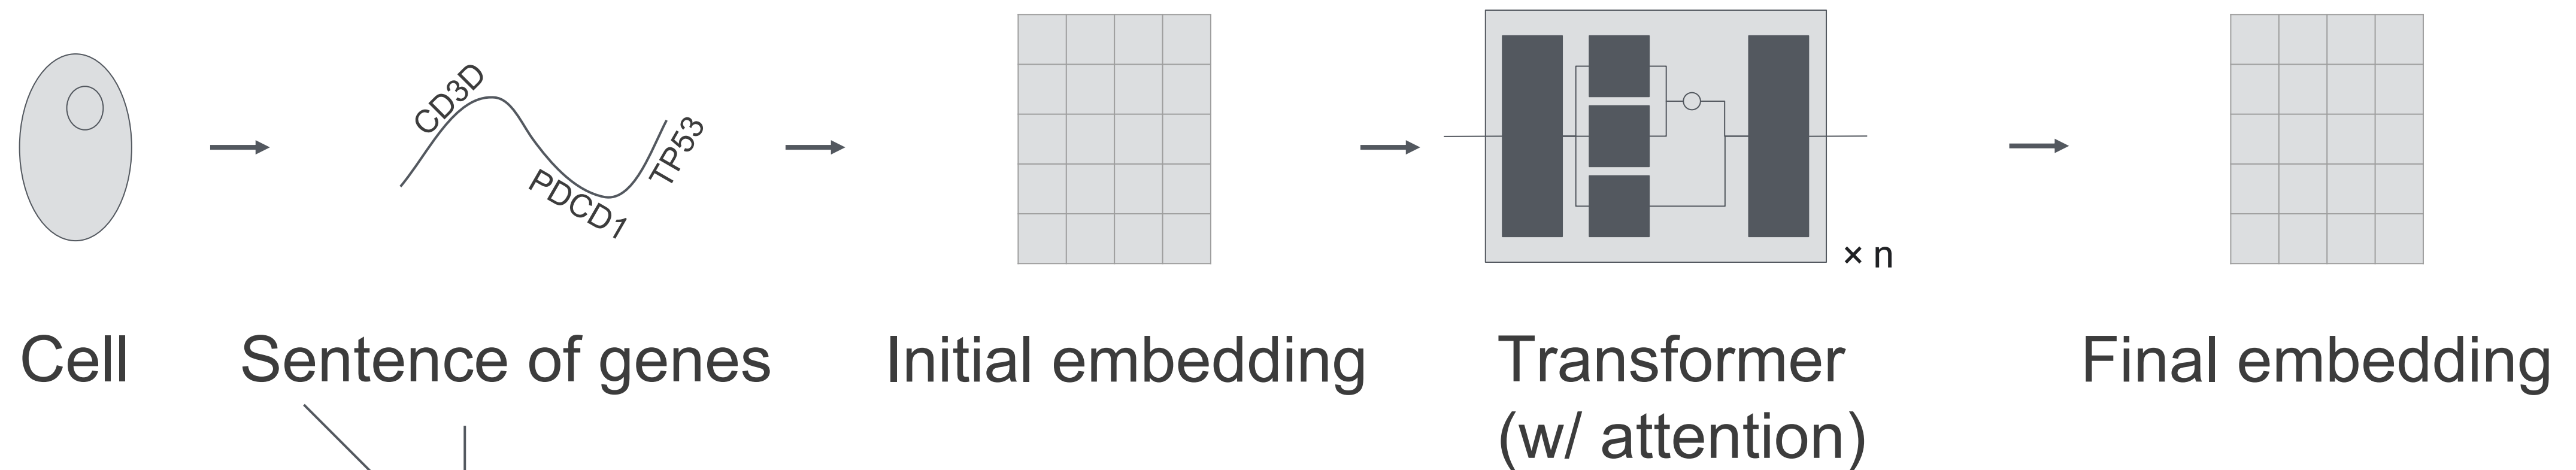 CD3D
PDCD1
TP53
× n
Cell
Sentence of genes
Initial embedding
Transformer
(w/ attention)
Final embedding